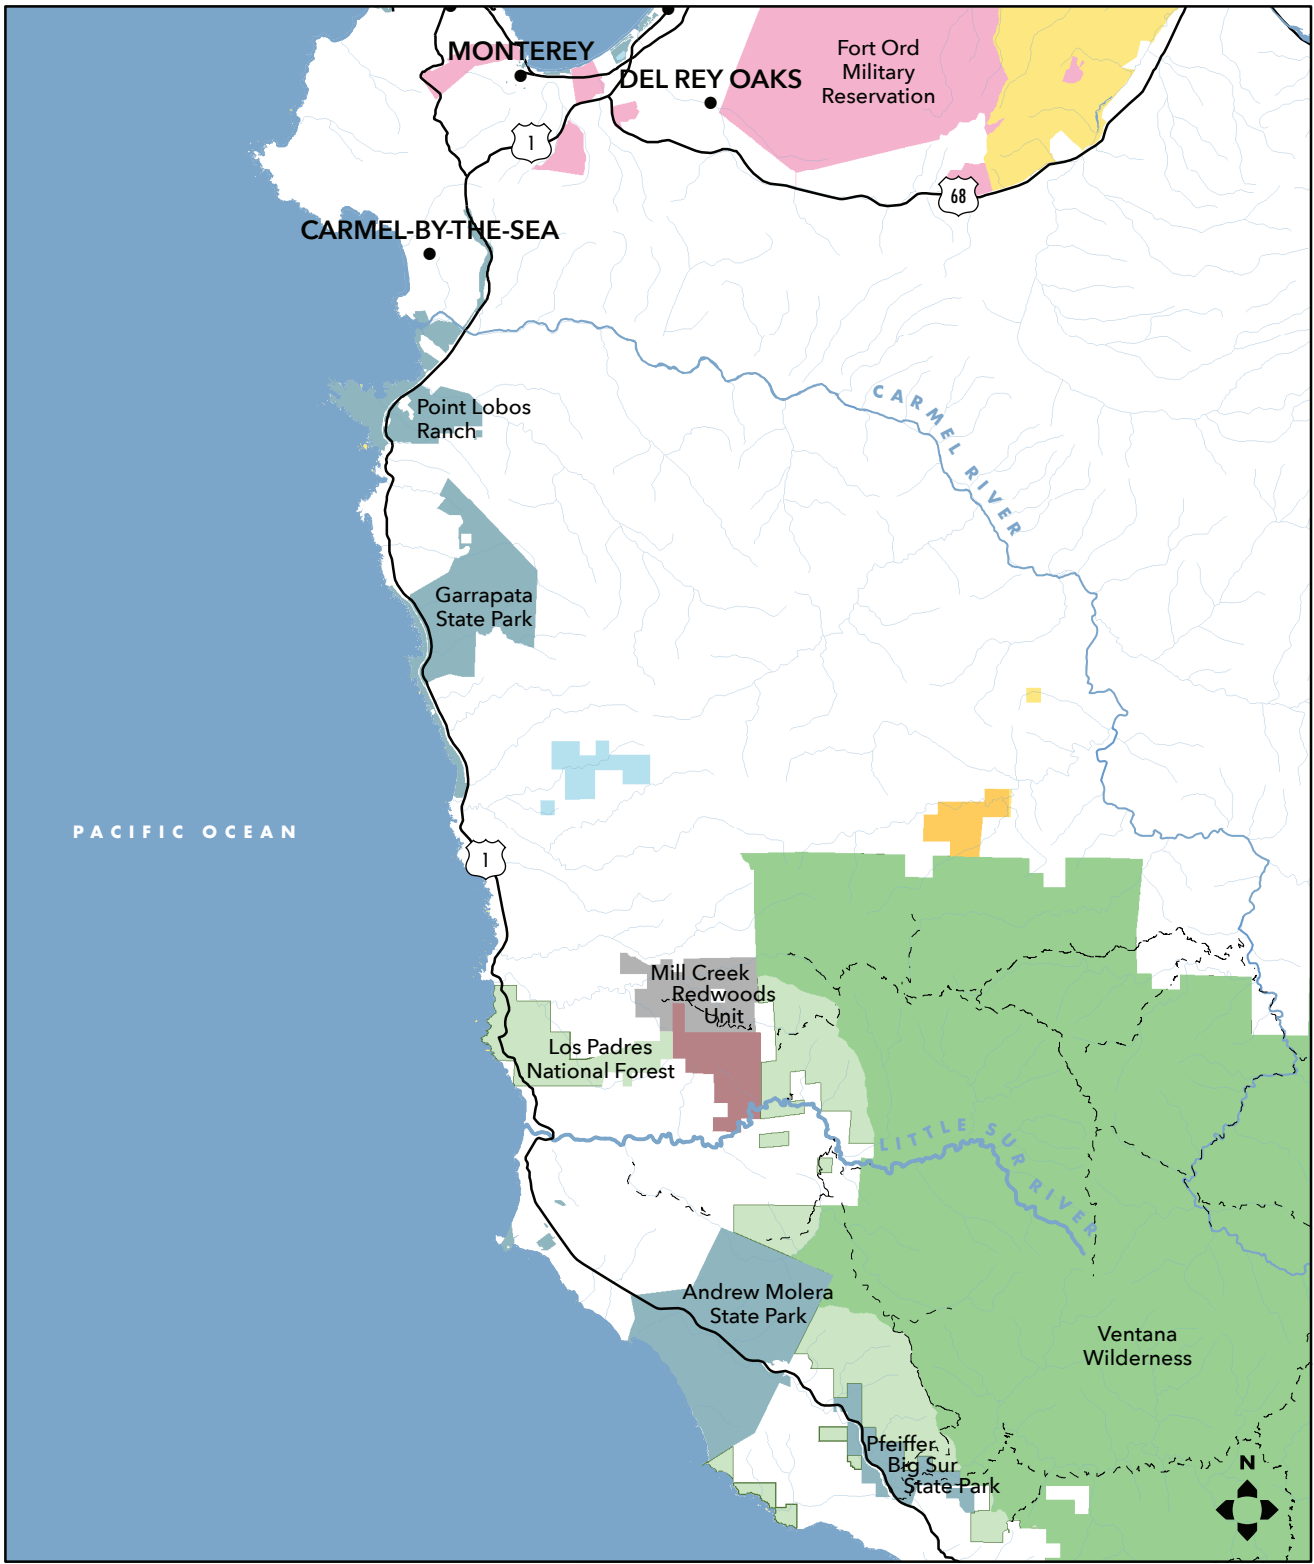 MONTEREY
DEL REY OAKS
Fort Ord
Military
Reservation
1
68
CARMEL-BY-THE-SEA
CARMEL RIVER
Point Lobos
Ranch
Garrapata
State Park
PACIFIC OCEAN
1
Mill Creek
Redwoods
Unit
Los Padres
National Forest
LITTLE SUR RIVER
Andrew Molera
State Park
Ventana
Wilderness
Pfeiffer
Big Sur
State Park
N